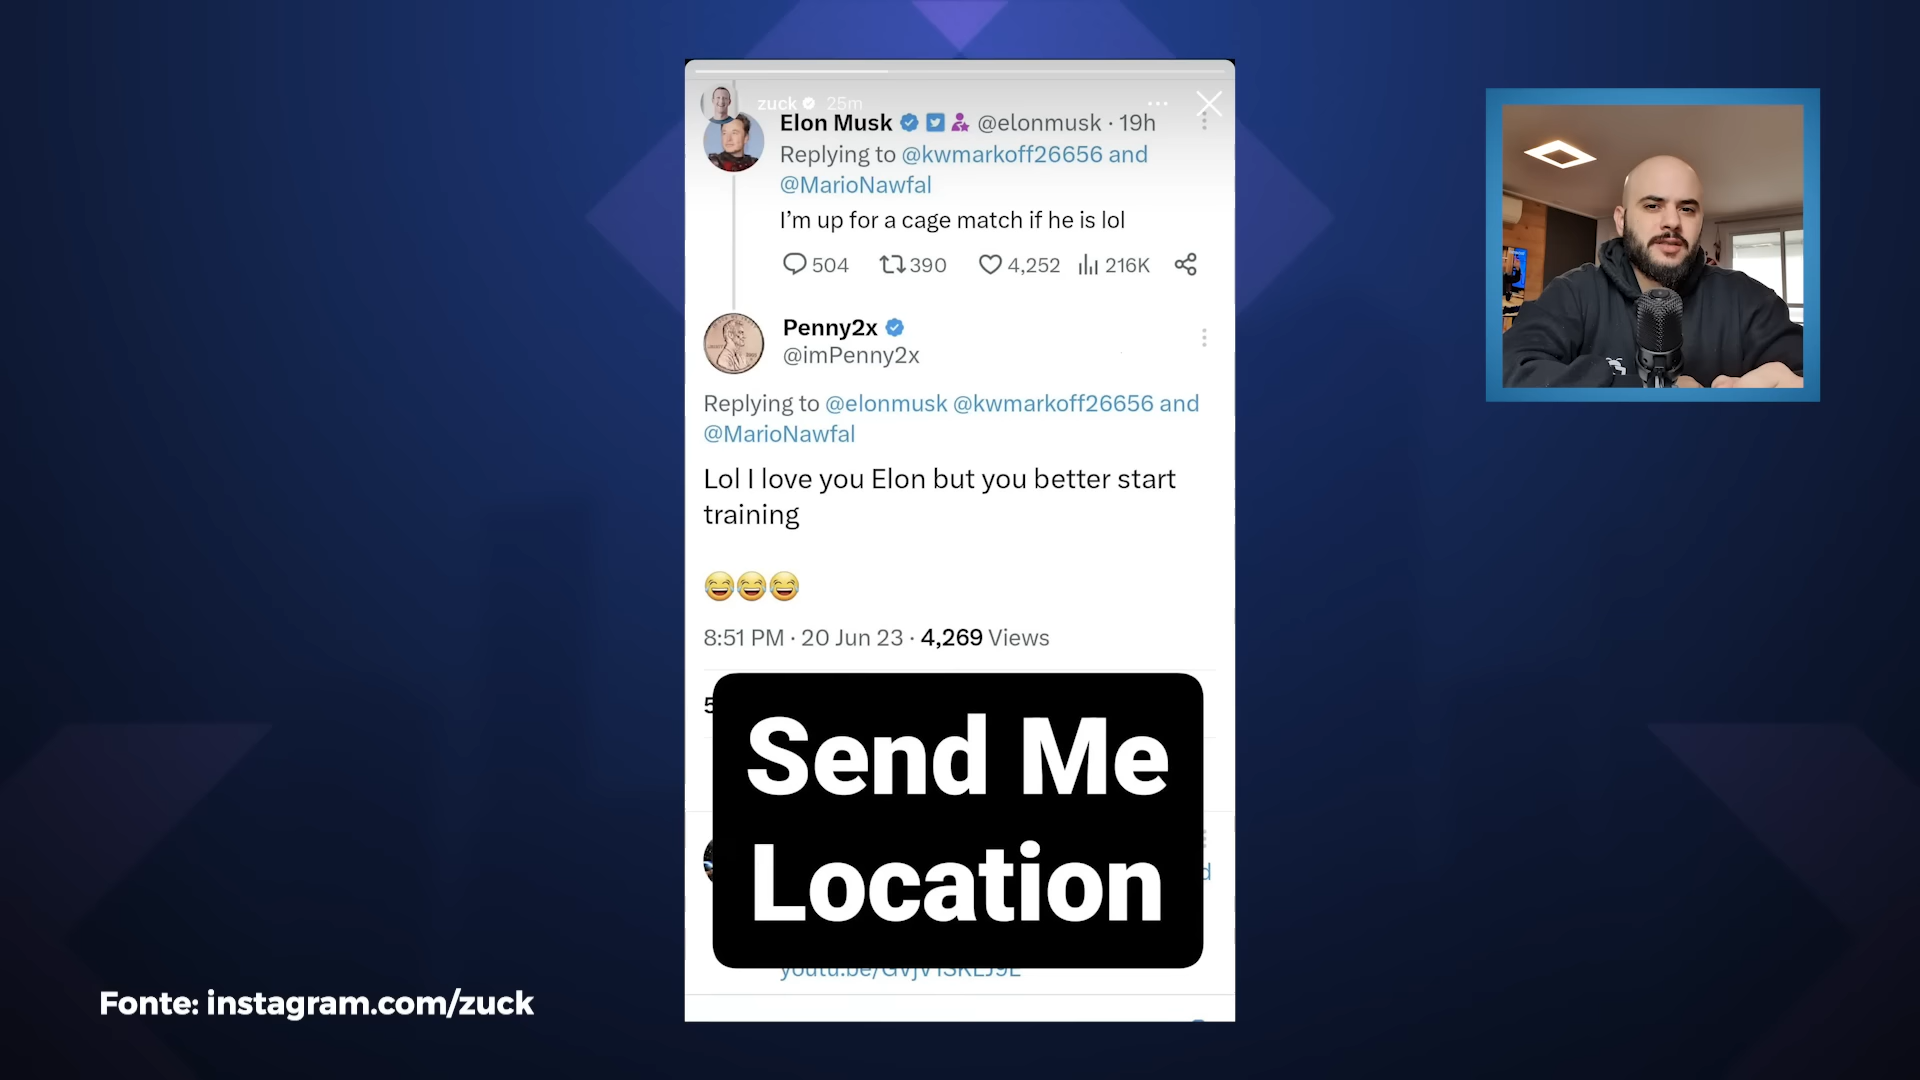 zuck 25m
Elon Musk @elonmusk · 19h
Replying to @kwmarkoff26656 and
@MarioNawfal
I'm up for a cage match if he is lol
504 390 4,252 216K
Penny2x
@imPenny2x
Replying to @elonmusk @kwmarkoff26656 and
@MarioNawfal
Lol I love you Elon but you better start
training
😂😂😂
8:51 PM · 20 Jun 23 · 4,269 Views
Send Me
Location
Fonte: instagram.com/zuck